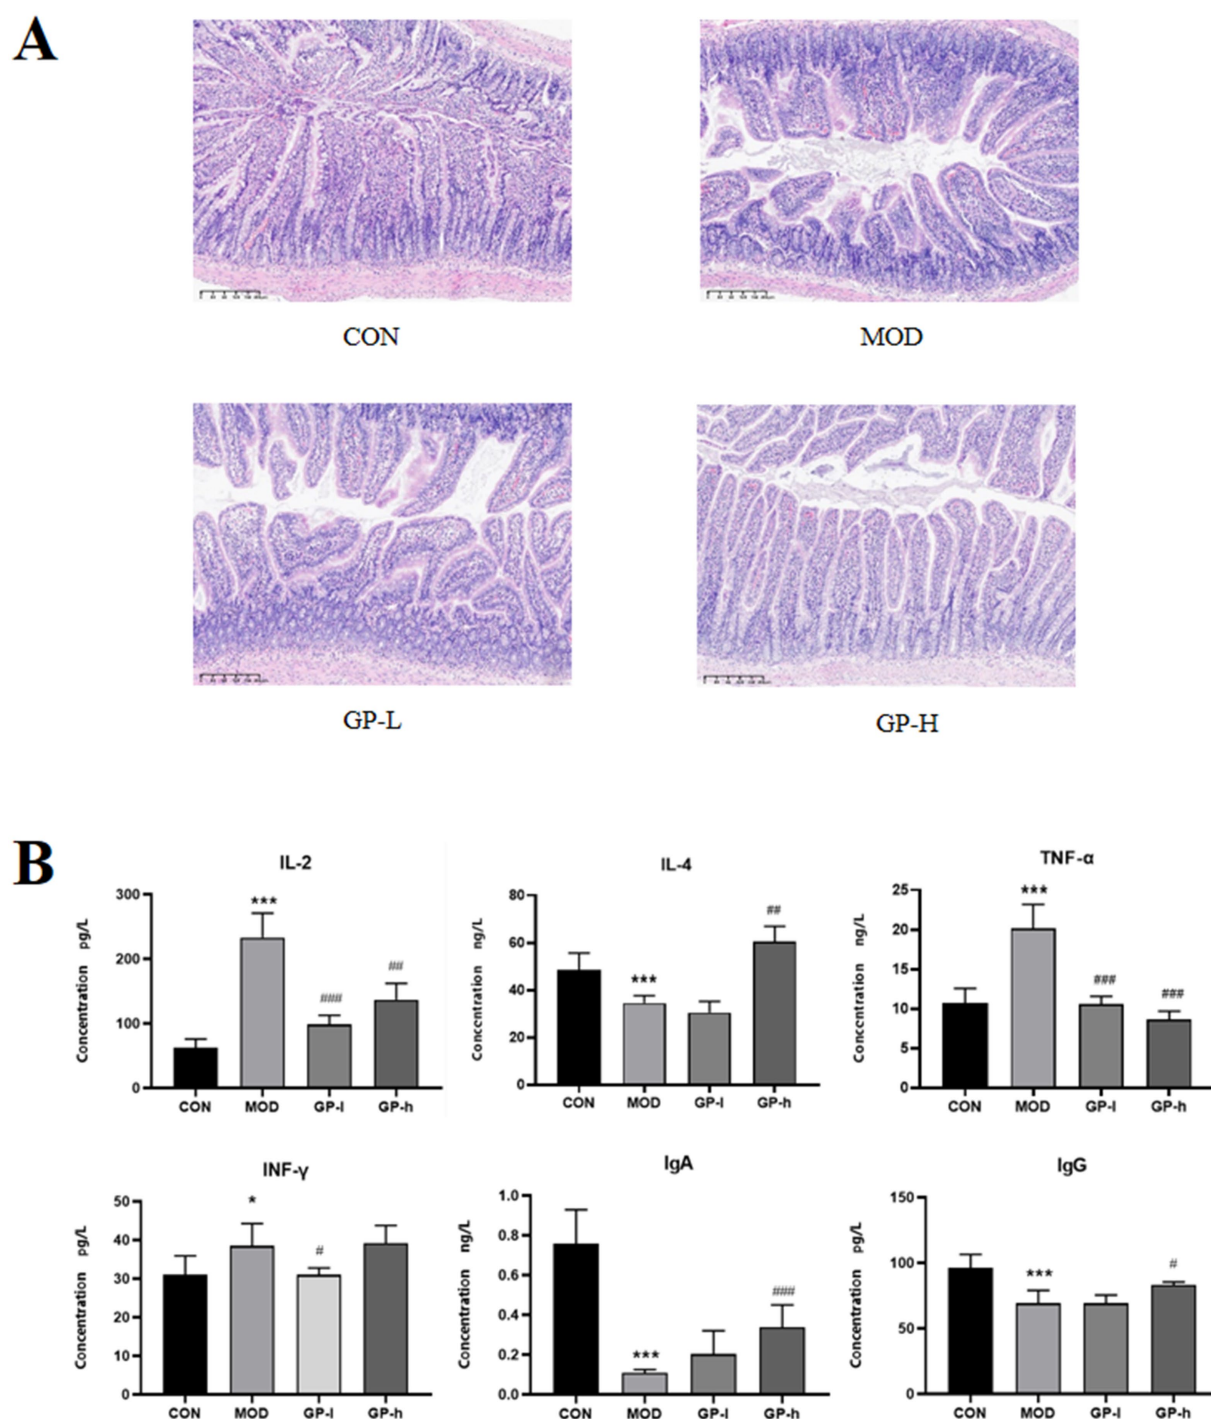 A
CON
MOD
GP-L
GP-H
B
IL-2
Concentration pg/L
300
200
100
0
***
###
##
CON MOD GP-l GP-h
IL-4
Concentration ng/L
80
60
40
20
0
***
##
CON MOD GP-l GP-h
TNF-α
Concentration ng/L
25
20
15
10
5
0
***
###
###
CON MOD GP-l GP-h
INF-γ
Concentration pg/L
50
40
30
20
10
0
*
#
CON MOD GP-l GP-h
IgA
Concentration ng/L
1.0
0.8
0.6
0.4
0.2
0.0
***
###
CON MOD GP-l GP-h
IgG
Concentration pg/L
150
100
50
0
***
#
CON MOD GP-l GP-h